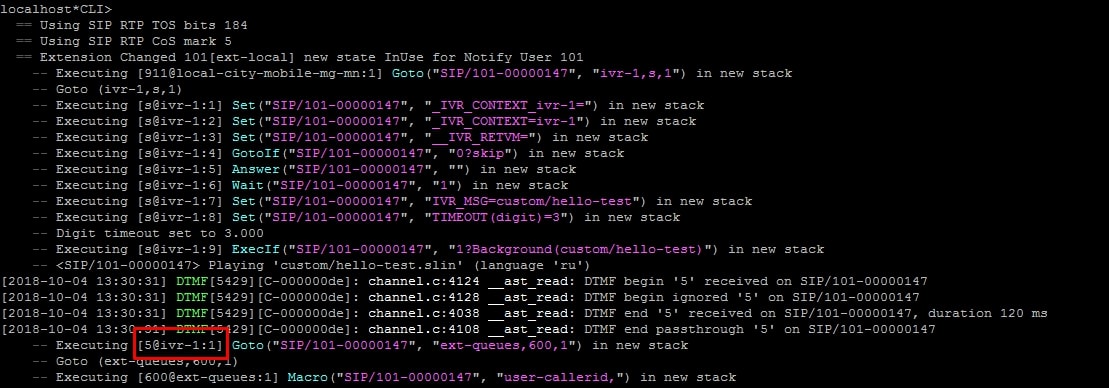 localhost*CLI>
== Using SIP RTP TOS bits 184
== Using SIP RTP CoS mark 5
== Extension Changed 101[ext-local] new state InUse for Notify User 101
-- Executing [911@local-city-mobile-mg-mn:1] Goto("SIP/101-00000147", "ivr-1,s,1") in new stack
-- Goto (ivr-1,s,1)
-- Executing [s@ivr-1:1] Set("SIP/101-00000147", "_IVR_CONTEXT_ivr-1=") in new stack
-- Executing [s@ivr-1:2] Set("SIP/101-00000147", "_IVR_CONTEXT=ivr-1") in new stack
-- Executing [s@ivr-1:3] Set("SIP/101-00000147", "__IVR_RETVM=") in new stack
-- Executing [s@ivr-1:4] GotoIf("SIP/101-00000147", "0?skip") in new stack
-- Executing [s@ivr-1:5] Answer("SIP/101-00000147", "") in new stack
-- Executing [s@ivr-1:6] Wait("SIP/101-00000147", "1") in new stack
-- Executing [s@ivr-1:7] Set("SIP/101-00000147", "IVR_MSG=custom/hello-test") in new stack
-- Executing [s@ivr-1:8] Set("SIP/101-00000147", "TIMEOUT(digit)=3") in new stack
-- Digit timeout set to 3.000
-- Executing [s@ivr-1:9] ExecIf("SIP/101-00000147", "1?Background(custom/hello-test)") in new stack
-- <SIP/101-00000147> Playing 'custom/hello-test.slin' (language 'ru')
[2018-10-04 13:30:31] DTMF[5429][C-000000de]: channel.c:4124 __ast_read: DTMF begin '5' received on SIP/101-00000147
[2018-10-04 13:30:31] DTMF[5429][C-000000de]: channel.c:4128 __ast_read: DTMF begin ignored '5' on SIP/101-00000147
[2018-10-04 13:30:31] DTMF[5429][C-000000de]: channel.c:4038 __ast_read: DTMF end '5' received on SIP/101-00000147, duration 120 ms
[2018-10-04 13:30:31] DTMF[5429][C-000000de]: channel.c:4108 __ast_read: DTMF end passthrough '5' on SIP/101-00000147
-- Executing [5@ivr-1:1] Goto("SIP/101-00000147", "ext-queues,600,1") in new stack
-- Goto (ext-queues,600,1)
-- Executing [600@ext-queues:1] Macro("SIP/101-00000147", "user-callerid,") in new stack